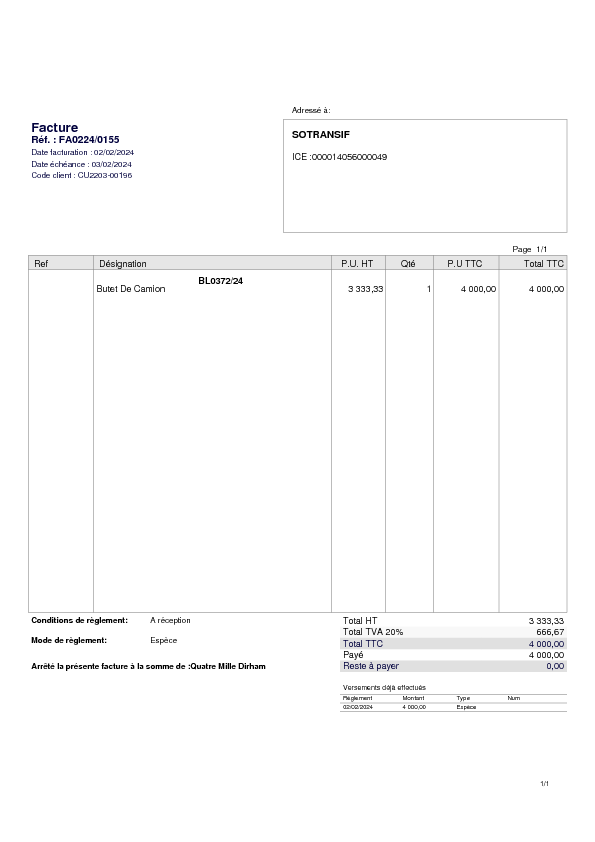 Adressé à:
Facture
Réf. : FA0224/0155
Date facturation : 02/02/2024
Date échéance : 03/02/2024
Code client : CU2203-00196
SOTRANSIF
ICE :000014056000049
Page 1/1
Ref Désignation P.U. HT Qté P.U TTC Total TTC
BL0372/24
Butet De Camion 3 333,33 1 4 000,00 4 000,00
Conditions de règlement: A réception
Mode de règlement: Espèce
Arrêté la présente facture à la somme de :Quatre Mille Dirham
Total HT 3 333,33
Total TVA 20% 666,67
Total TTC 4 000,00
Payé 4 000,00
Reste à payer 0,00
Versements déjà effectués
Règlement Montant Type Num
02/02/2024 4 000,00 Espèce
1/1